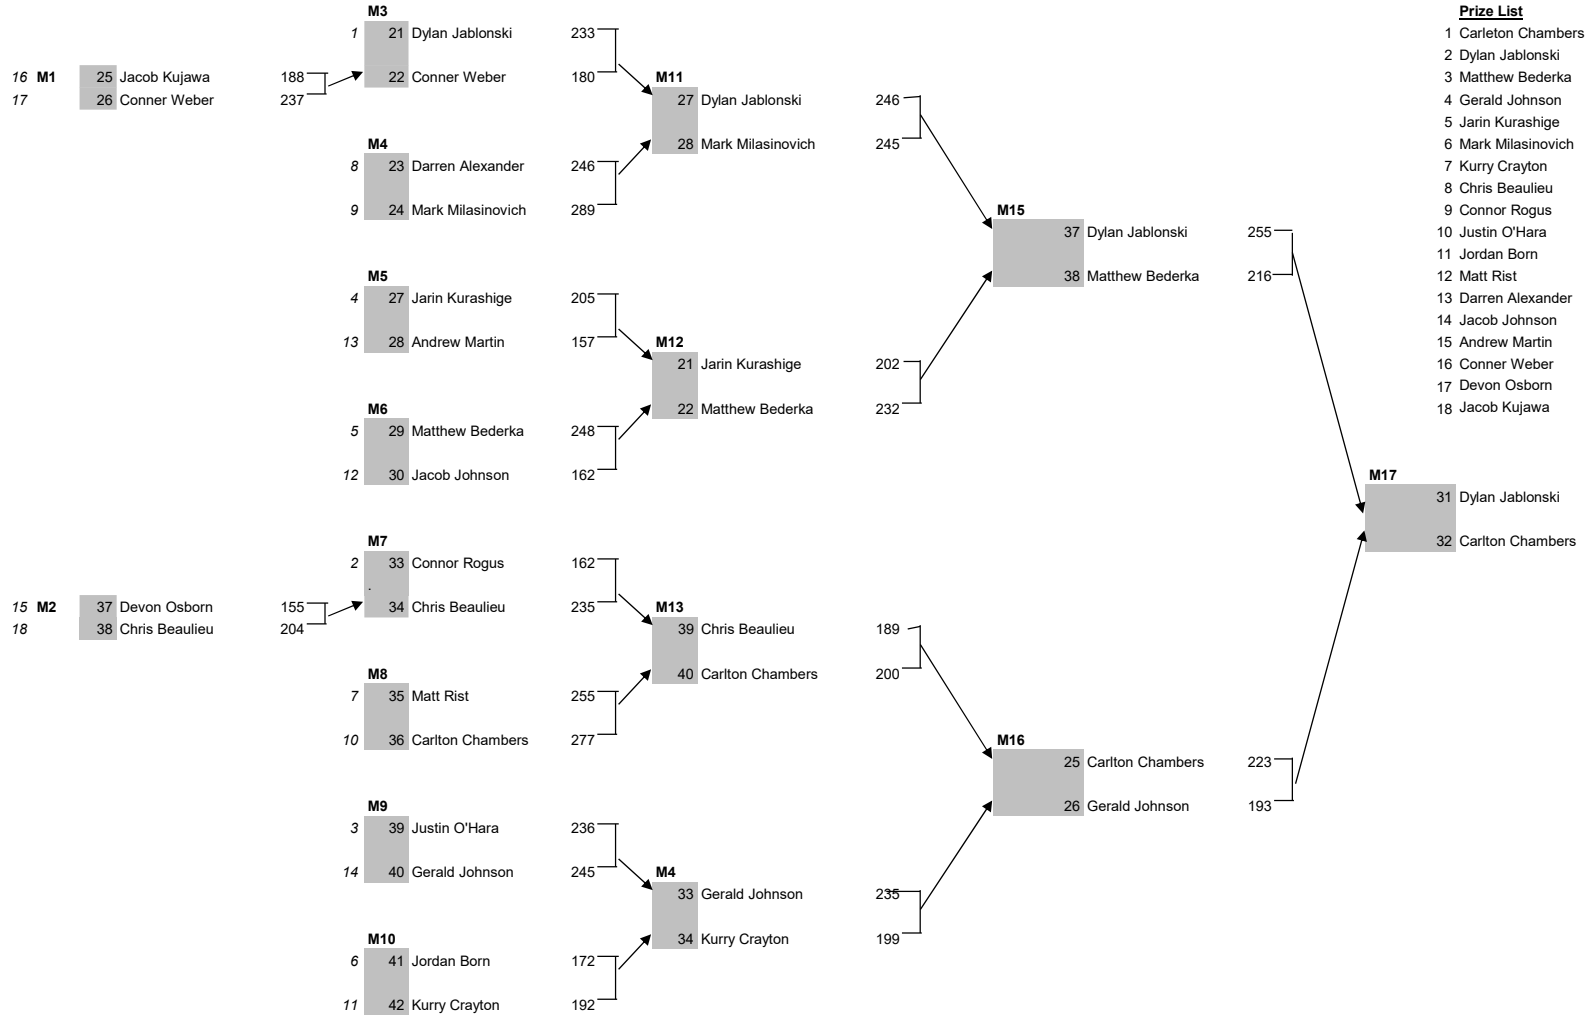 M3
1 21 Dylan Jablonski 233
16 M1 25 Jacob Kujawa 188
22 Conner Weber 180
17 26 Conner Weber 237
M4
8 23 Darren Alexander 246
9 24 Mark Milasinovich 289
M11
27 Dylan Jablonski 246
28 Mark Milasinovich 245
M5
4 27 Jarin Kurashige 205
13 28 Andrew Martin 157
M6
5 29 Matthew Bederka 248
12 30 Jacob Johnson 162
M12
21 Jarin Kurashige 202
22 Matthew Bederka 232
M15
37 Dylan Jablonski 255
38 Matthew Bederka 216
M7
2 33 Connor Rogus 162
.
15 M2 37 Devon Osborn 155
34 Chris Beaulieu 235
18 38 Chris Beaulieu 204
M8
7 35 Matt Rist 255
10 36 Carlton Chambers 277
M13
39 Chris Beaulieu 189
40 Carlton Chambers 200
M9
3 39 Justin O'Hara 236
14 40 Gerald Johnson 245
M10
6 41 Jordan Born 172
11 42 Kurry Crayton 192
M4
33 Gerald Johnson 235
34 Kurry Crayton 199
M16
25 Carlton Chambers 223
26 Gerald Johnson 193
M17
31 Dylan Jablonski
32 Carlton Chambers
Prize List
1 Carleton Chambers
2 Dylan Jablonski
3 Matthew Bederka
4 Gerald Johnson
5 Jarin Kurashige
6 Mark Milasinovich
7 Kurry Crayton
8 Chris Beaulieu
9 Connor Rogus
10 Justin O'Hara
11 Jordan Born
12 Matt Rist
13 Darren Alexander
14 Jacob Johnson
15 Andrew Martin
16 Conner Weber
17 Devon Osborn
18 Jacob Kujawa